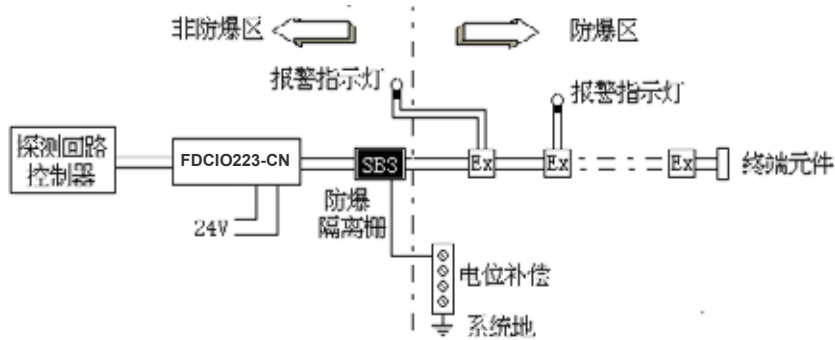 非防爆区
防爆区
报警指示灯
报警指示灯
探测回路
控制器
FDCIO223-CN
SBS
Ex
Ex
Ex
终端元件
防爆
隔离栅
24V
电位补偿
系统地